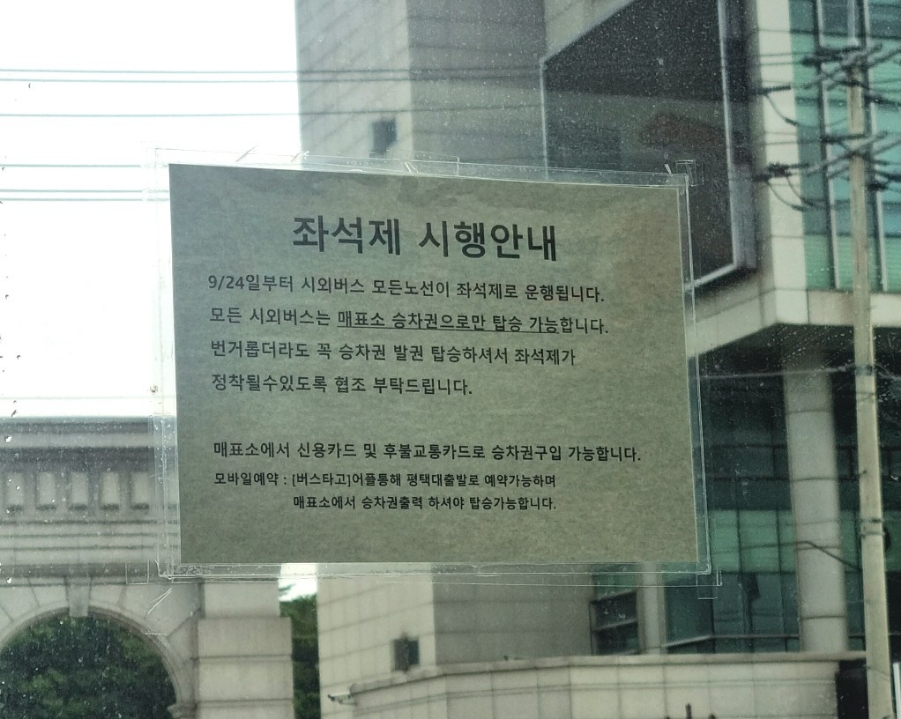 좌석제 시행안내
9/24일부터 시외버스 모든노선이 좌석제로 운행됩니다.
모든 시외버스는 매표소 승차권으로만 탑승 가능합니다.
번거롭더라도 꼭 승차권 발권 탑승하셔서 좌석제가
정착될수있도록 협조 부탁드립니다.
매표소에서 신용카드 및 후불교통카드로 승차권구입 가능합니다.
모바일예약 : [버스타고]어플통해 평택대출발로 예약가능하며
매표소에서 승차권출력 하셔야 탑승가능합니다.